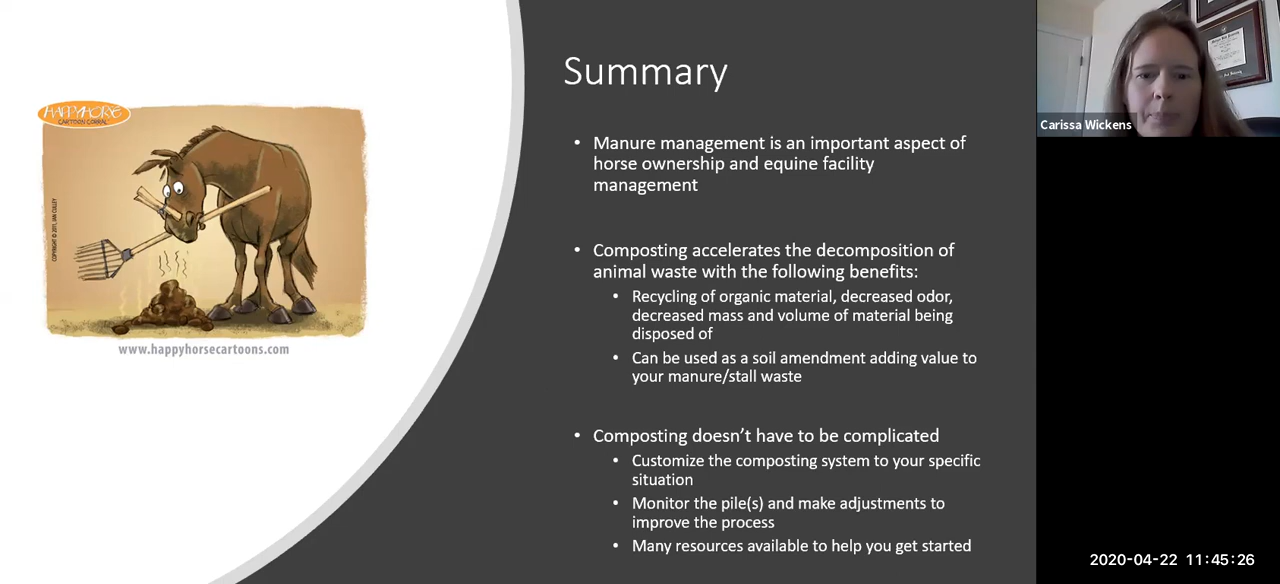 HAPPYHORSE
CARTOON CORRAL
COPYRIGHT © 2011, IAN CULLEY
www.happyhorsecartoons.com
Summary
• Manure management is an important aspect of
horse ownership and equine facility
management
• Composting accelerates the decomposition of
animal waste with the following benefits:
• Recycling of organic material, decreased odor,
decreased mass and volume of material being
disposed of
• Can be used as a soil amendment adding value to
your manure/stall waste
• Composting doesn’t have to be complicated
• Customize the composting system to your specific
situation
• Monitor the pile(s) and make adjustments to
improve the process
• Many resources available to help you get started
Carissa Wickens
2020-04-22 11:45:26